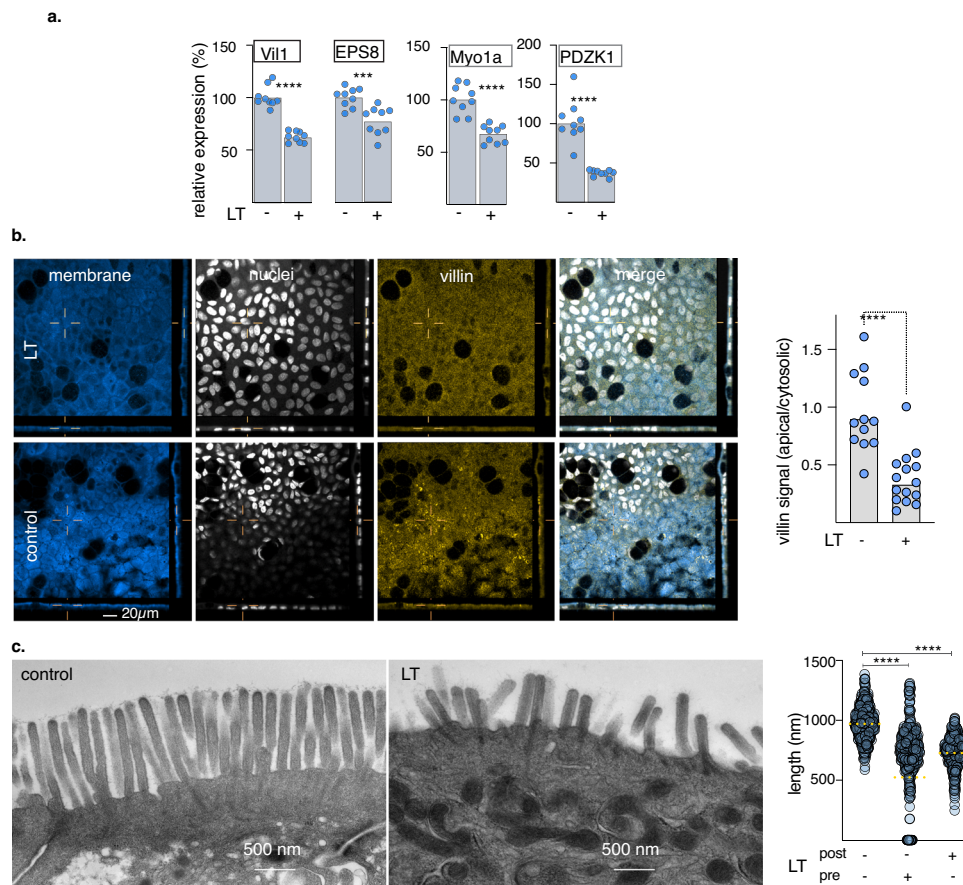 a.
Vil1
EPS8
Myo1a
PDZK1
relative expression (%)
150
100
50
****
***
150
100
50
****
200
150
100
50
****
LT
- +
- +
- +
- +
b.
membrane
nuclei
villin
merge
LT
control
20µm
villin signal (apical/cytosolic)
1.5
1.0
0.5
****
LT - +
c.
control
LT
500 nm
500 nm
length (nm)
1500
1000
500
****
****
LT
post - - +
pre - + -